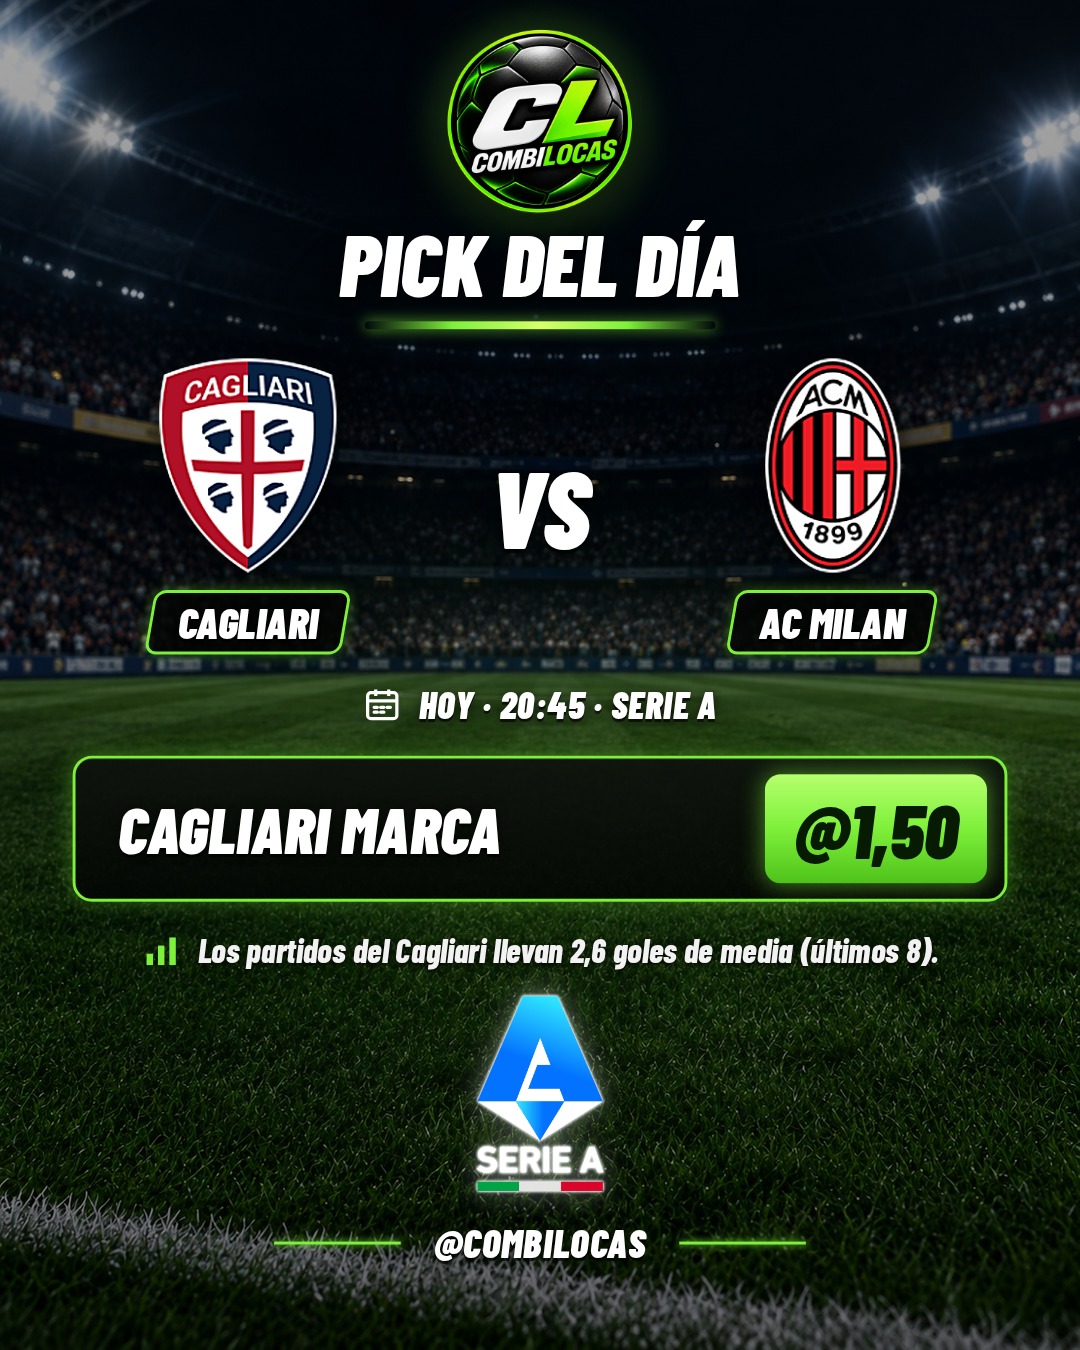 CL
COMBILOCAS
PICK DEL DÍA
CAGLIARI
ACM
1899
VS
CAGLIARI
AC MILAN
HOY · 20:45 · SERIE A
CAGLIARI MARCA
@1,50
Los partidos del Cagliari llevan 2,6 goles de media (últimos 8).
SERIE A
@COMBILOCAS